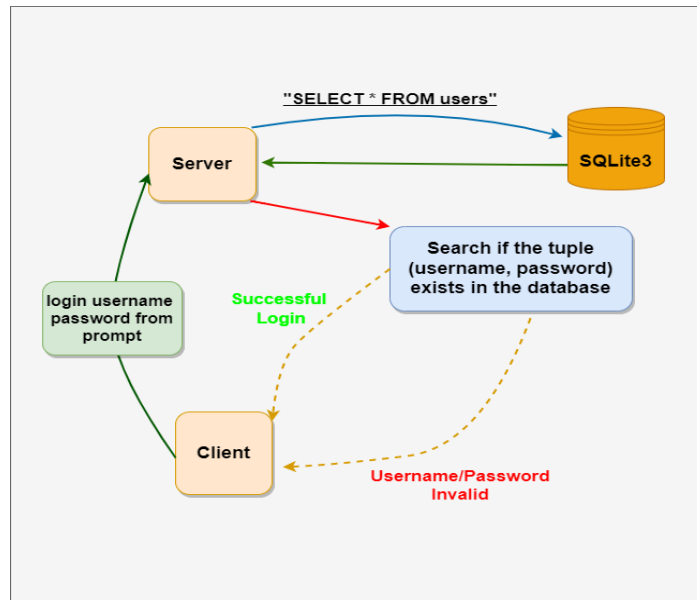 "SELECT * FROM users"
Server
SQLite3
Search if the tuple
(username, password)
exists in the database
Successful
Login
login username
password from
prompt
Client
Username/Password
Invalid